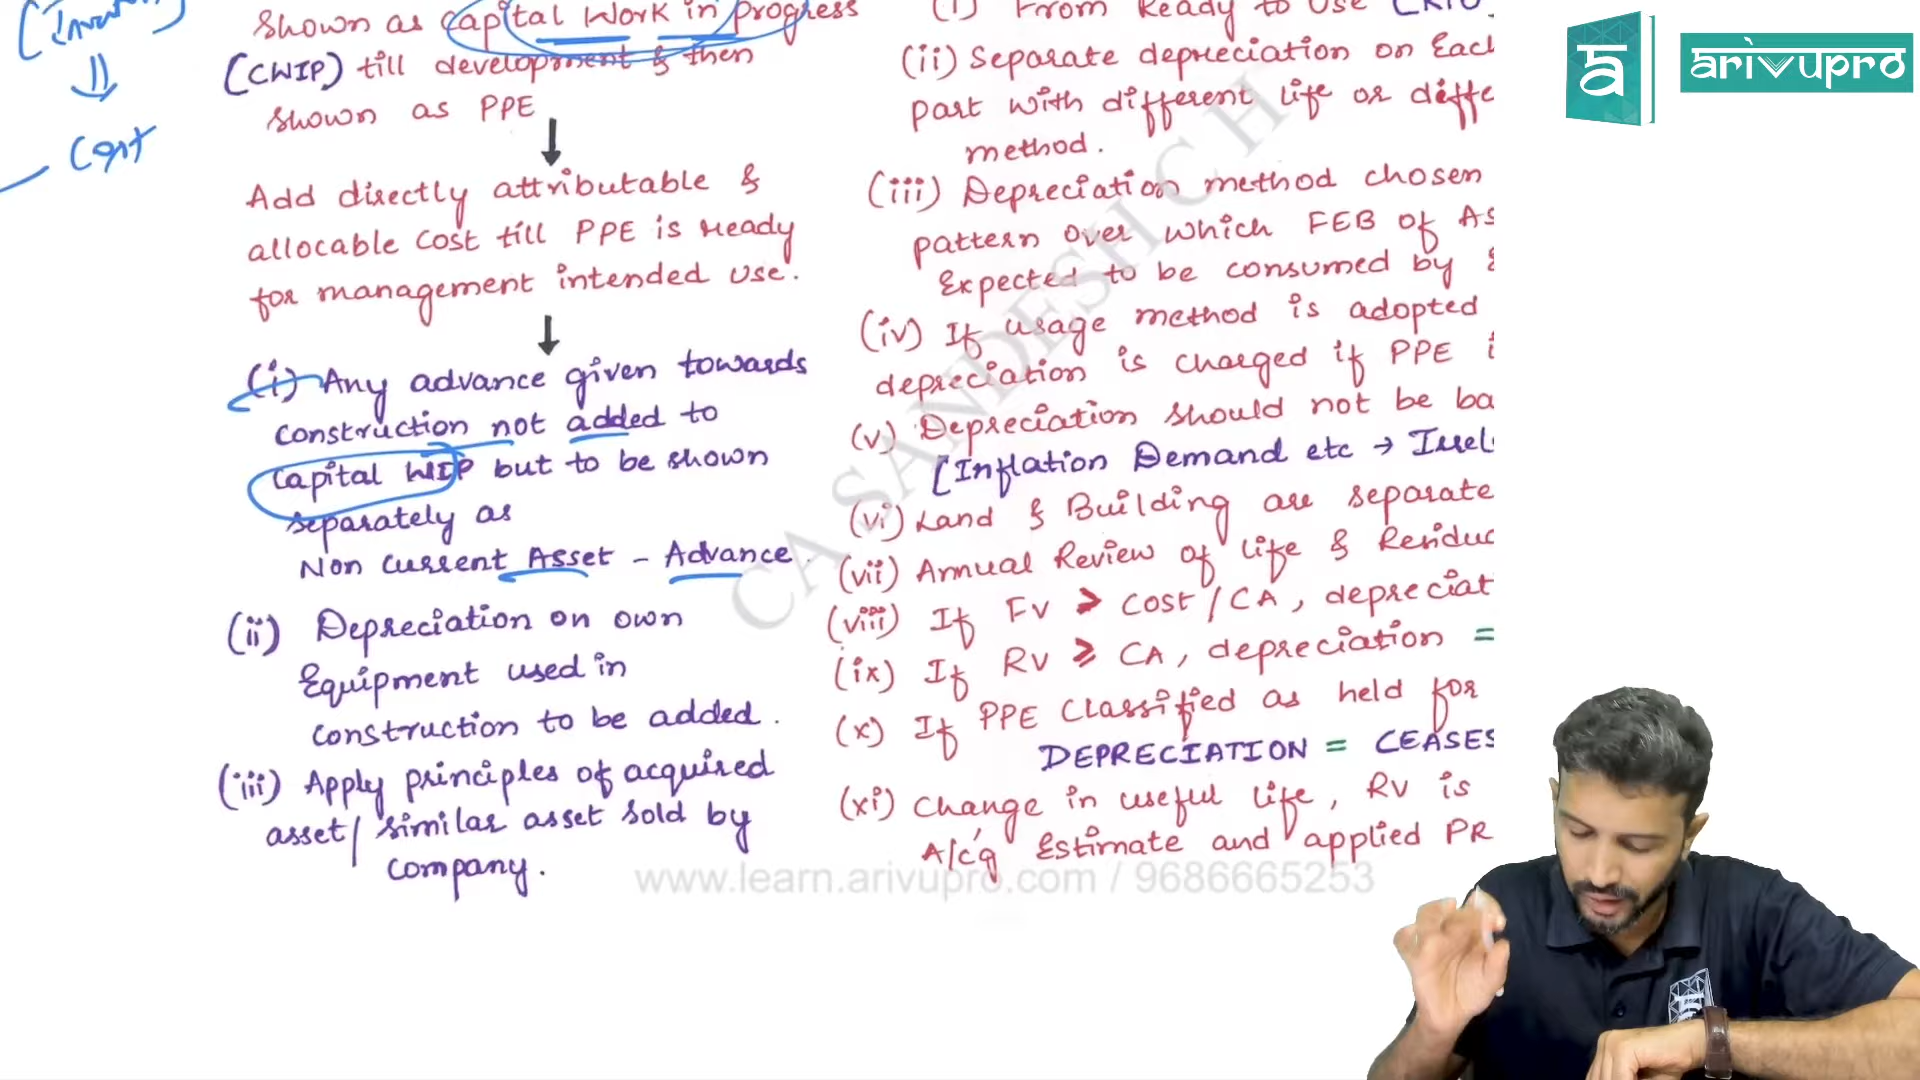 Shown as Capital Work in progress
(CWIP) till development & then
shown as PPE
Cost
Add directly attributable &
allocable cost till PPE is ready
for management intended use.
(i) Any advance given towards
construction not added to
Capital WIP but to be shown
separately as
Non current Asset - Advance.
(ii) Depreciation on own
Equipment used in
construction to be added.
(iii) Apply principles of acquired
asset/ similar asset sold by
company.
(i) From Ready to Use
(ii) Separate depreciation on Each
part with different life or diffe
method.
(iii) Depreciation method chosen
pattern over which FEB of As
Expected to be consumed by
(iv) If usage method is adopted
depreciation is charged if PPE i
(v) Depreciation should not be ba
[Inflation Demand etc →
(vi) Land & Building are separate
(vii) Annual Review of life & Residu
(viii) If FV > Cost/CA, depreciat
(ix) If RV ≥ CA, depreciation =
(x) If PPE Classified as held for
DEPRECIATION = CEASES
(xi) Change in useful life, RV is
A/c'g Estimate and applied PR
CA SANDESH C H
www.learn.arivupro.com / 9686665253
arivupro